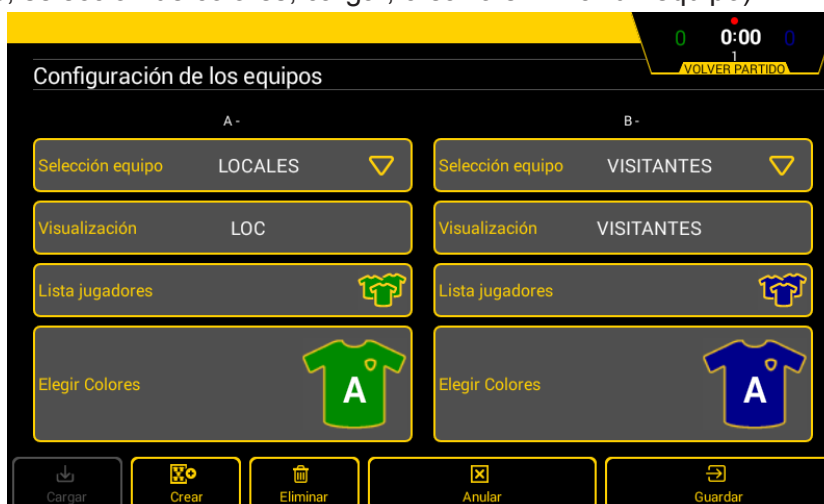 0 0:00 0
1
VOLVER PARTIDO
Configuración de los equipos
A - B -
Selección equipo LOCALES Selección equipo VISITANTES
Visualización LOC Visualización VISITANTES
Lista jugadores Lista jugadores
Elegir Colores A Elegir Colores A
Cargar Crear Eliminar Anular Guardar